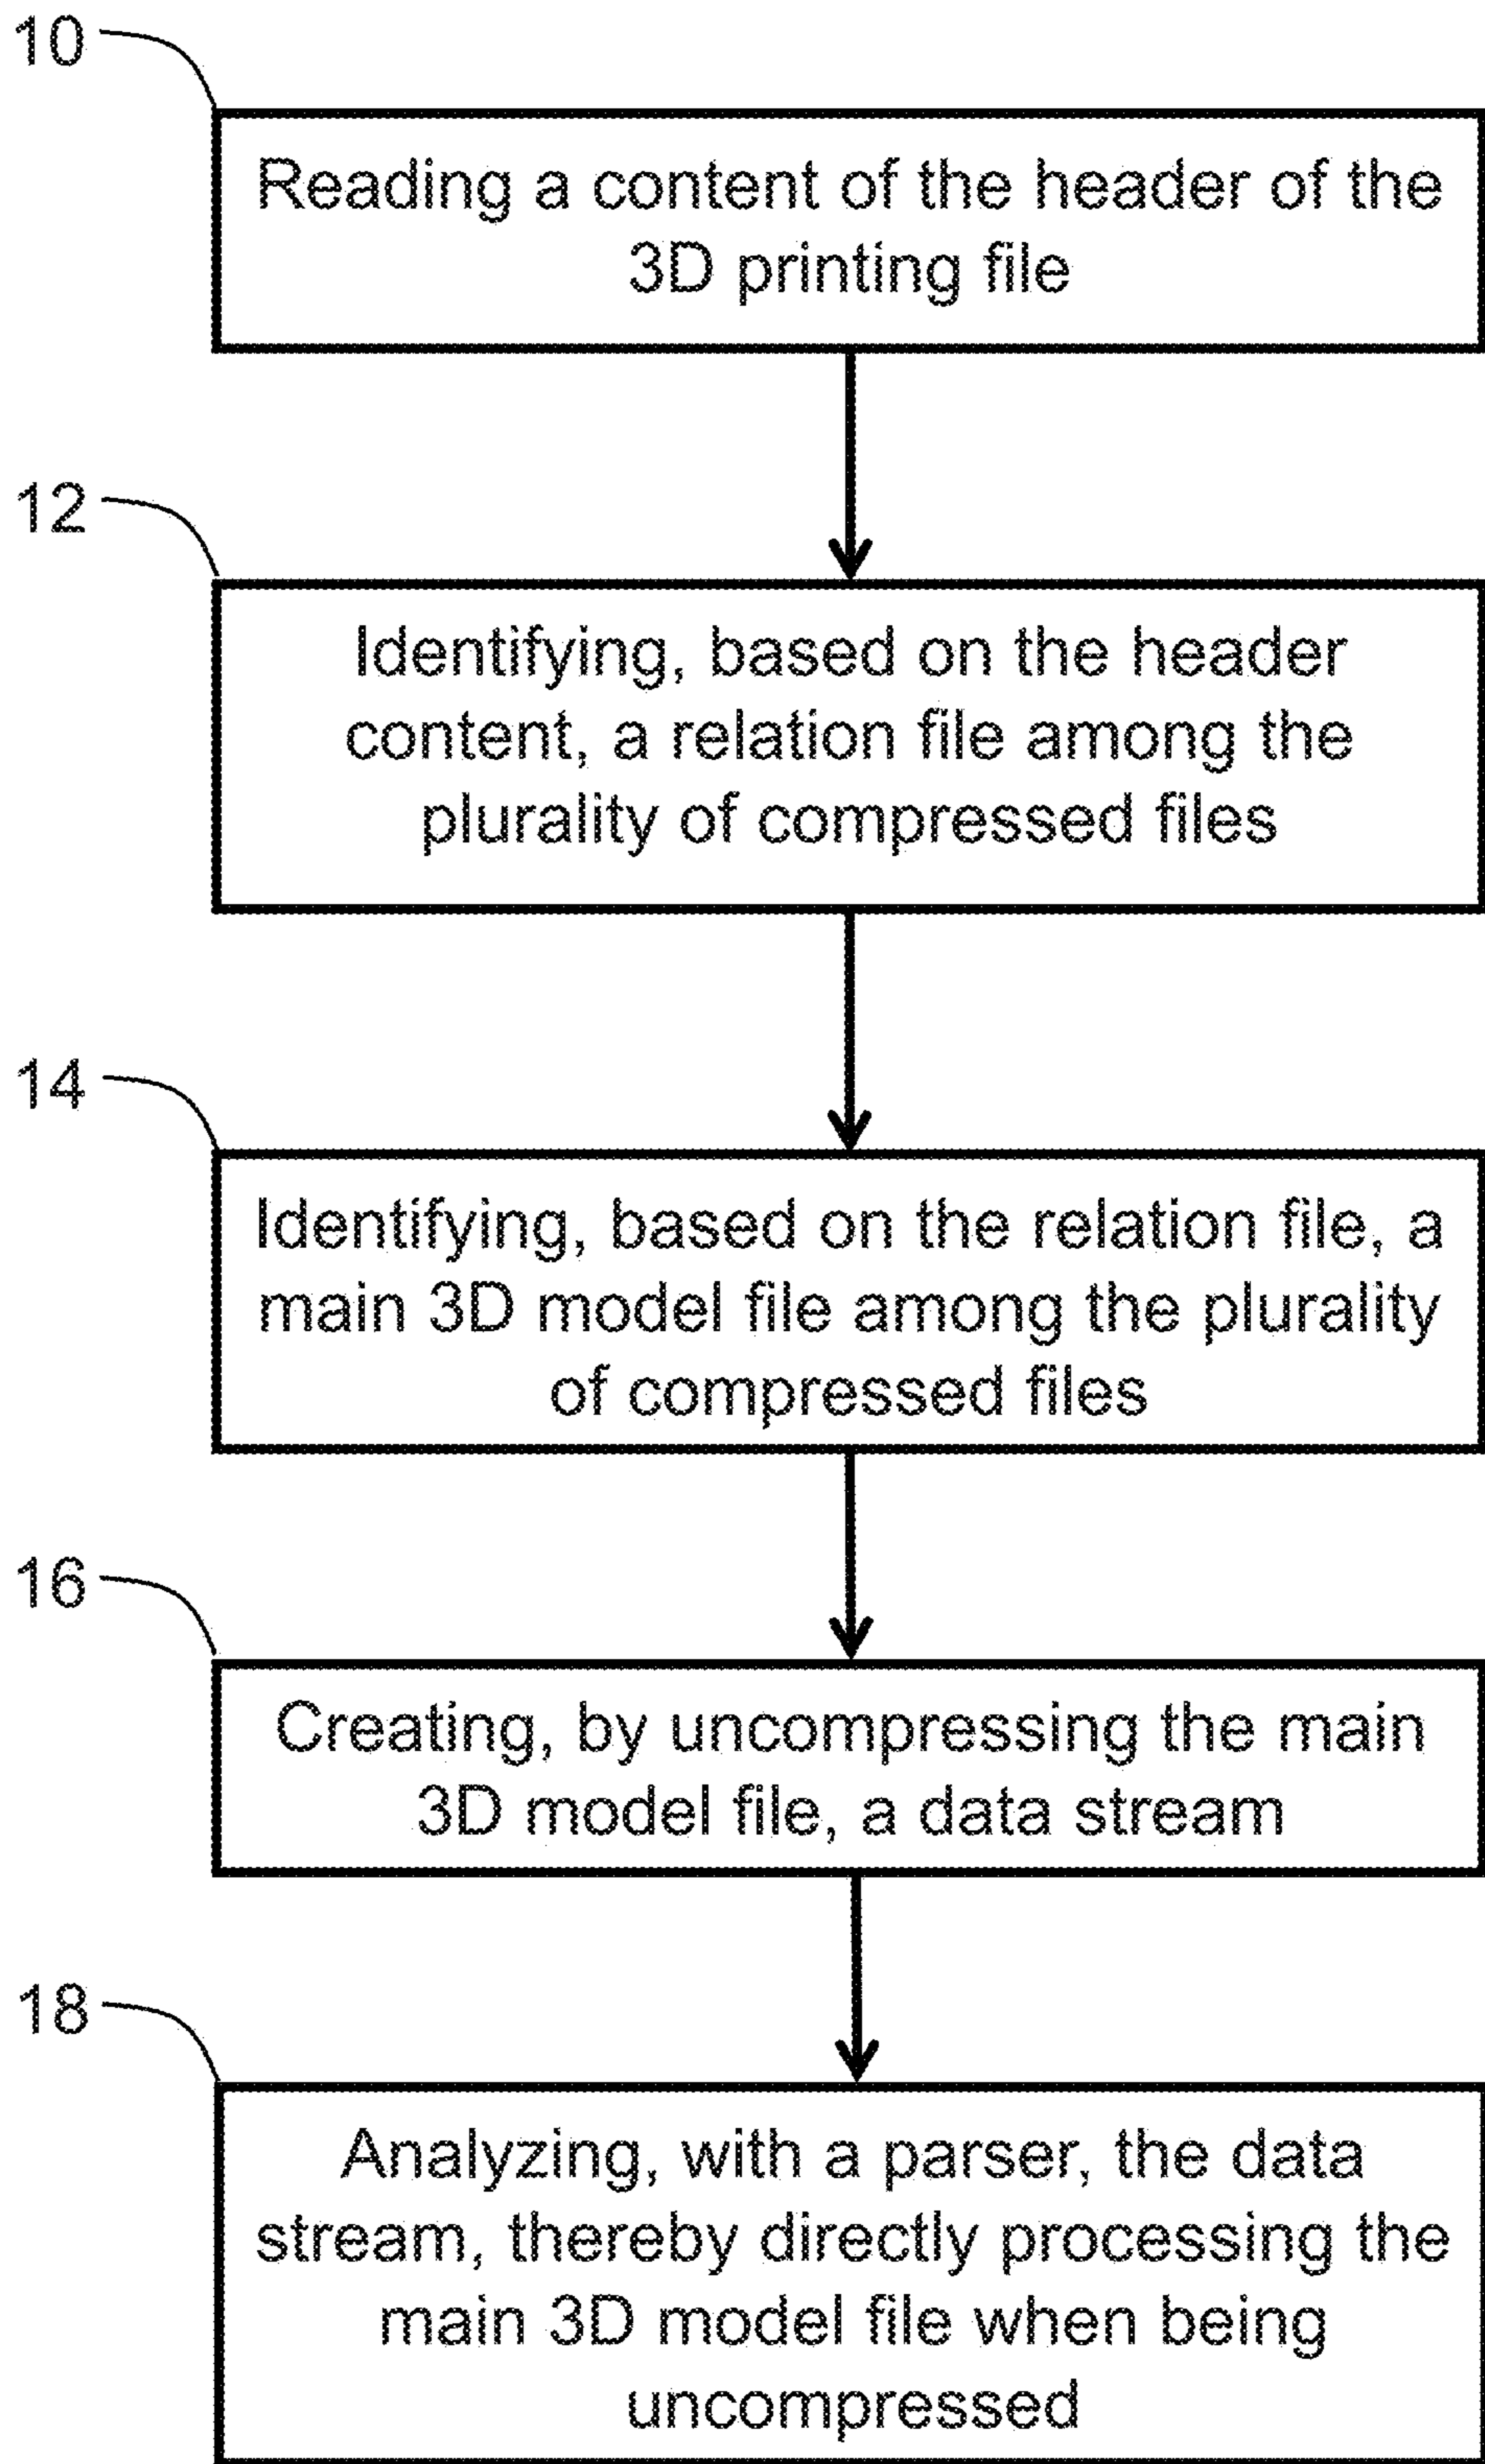 10
Reading a content of the header of the
3D printing file
12
Identifying, based on the header
content, a relation file among the
plurality of compressed files
14
Identifying, based on the relation file, a
main 3D model file among the plurality
of compressed files
16
Creating, by uncompressing the main
3D model file, a data stream
18
Analyzing, with a parser, the data
stream, thereby directly processing the
main 3D model file when being
uncompressed